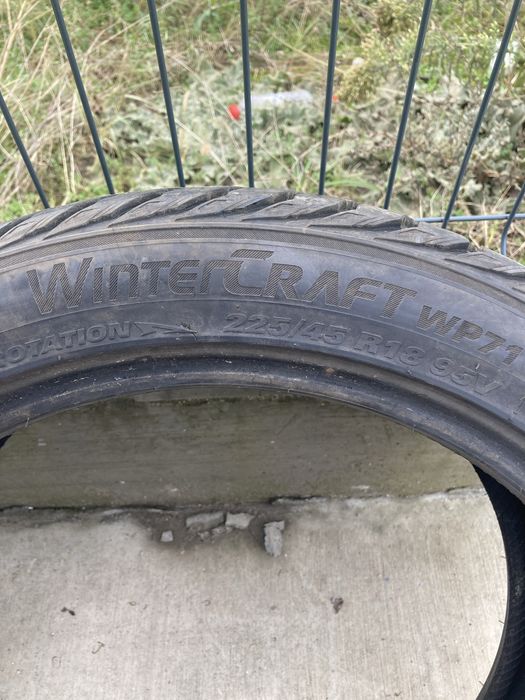 WINTERCRAFT WP71
ROTATION 225/45 R18 95V